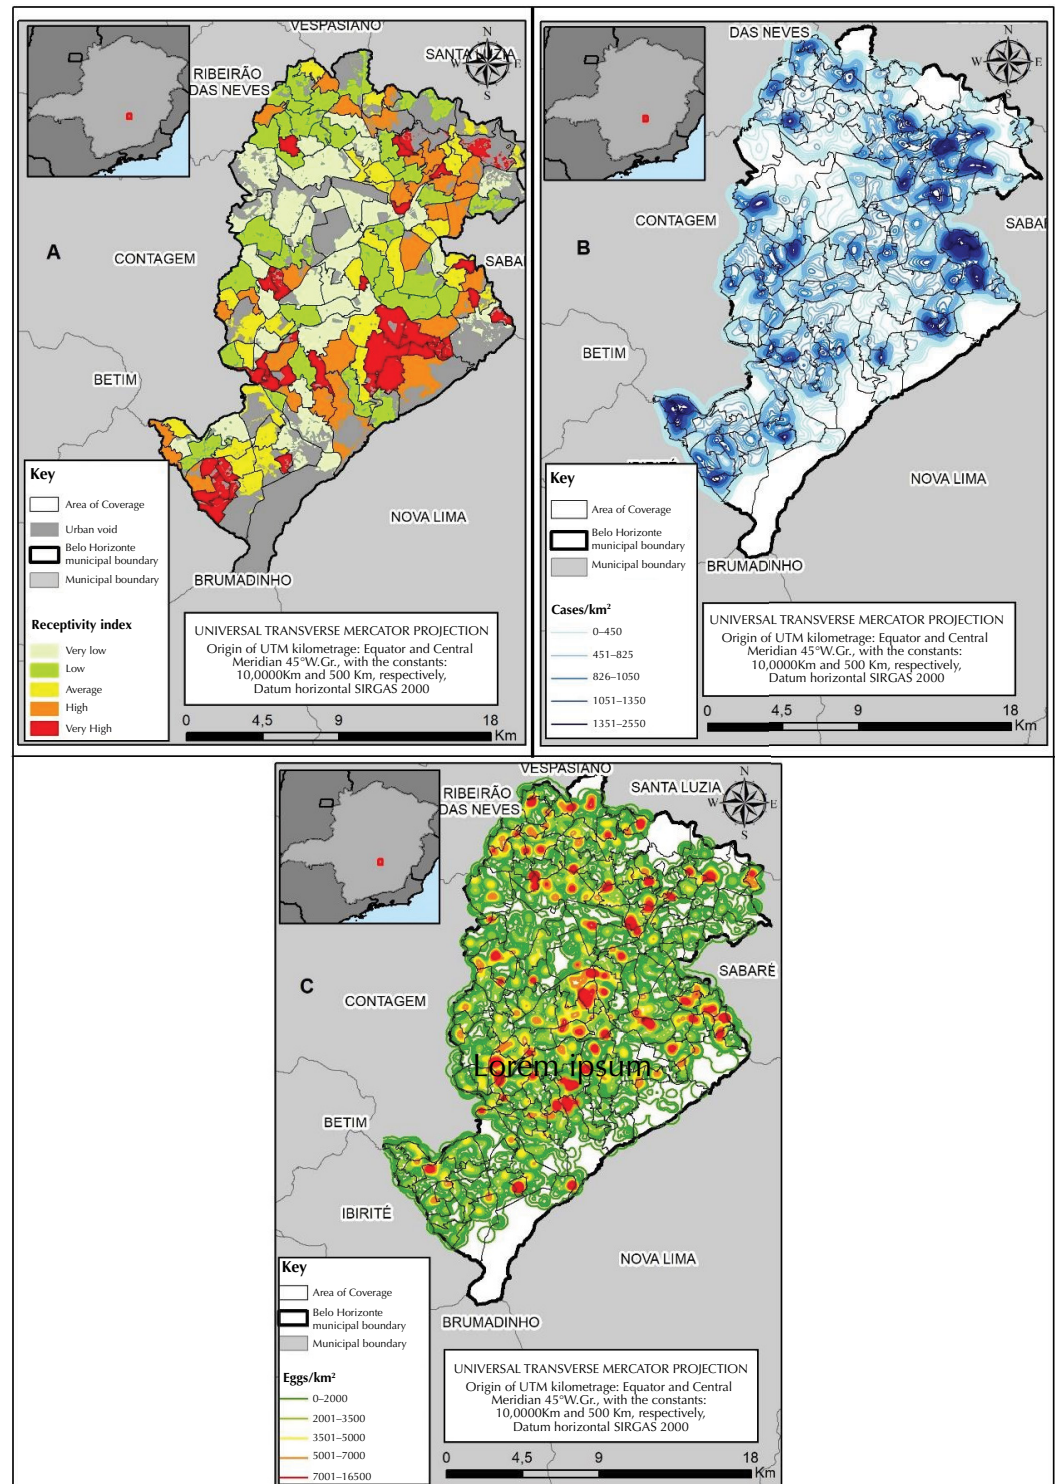 VESPASIANO
SANTA LUZIA
N
W
E
S
RIBEIRÃO
DAS NEVES
A
CONTAGEM
SABAR
BETIM
NOVA LIMA
BRUMADINHO
Key
Area of Coverage
Urban void
Belo Horizonte
municipal boundary
Municipal boundary
Receptivity index
Very low
Low
Average
High
Very High
UNIVERSAL TRANSVERSE MERCATOR PROJECTION
Origin of UTM kilometrage: Equator and Central
Meridian 45°W.Gr., with the constants:
10,0000Km and 500 Km, respectively,
Datum horizontal SIRGAS 2000
0 4,5 9 18
Km
DAS NEVES
N
W
E
S
CONTAGEM
B
SABAR
BETIM
IBIRITÉ
NOVA LIMA
BRUMADINHO
Key
Area of Coverage
Belo Horizonte
municipal boundary
Municipal boundary
Cases/km²
0–450
451–825
826–1050
1051–1350
1351–2550
UNIVERSAL TRANSVERSE MERCATOR PROJECTION
Origin of UTM kilometrage: Equator and Central
Meridian 45°W.Gr., with the constants:
10,0000Km and 500 Km, respectively,
Datum horizontal SIRGAS 2000
0 4,5 9 18
Km
VESPASIANO
RIBEIRÃO
DAS NEVES
SANTA LUZIA
N
W
E
S
SABARÉ
C
CONTAGEM
Lorem ipsum
BETIM
IBIRITÉ
NOVA LIMA
BRUMADINHO
Key
Area of Coverage
Belo Horizonte
municipal boundary
Municipal boundary
Eggs/km²
0–2000
2001–3500
3501–5000
5001–7000
7001–16500
UNIVERSAL TRANSVERSE MERCATOR PROJECTION
Origin of UTM kilometrage: Equator and Central
Meridian 45°W.Gr., with the constants:
10,0000Km and 500 Km, respectively,
Datum horizontal SIRGAS 2000
0 4,5 9 18
Km